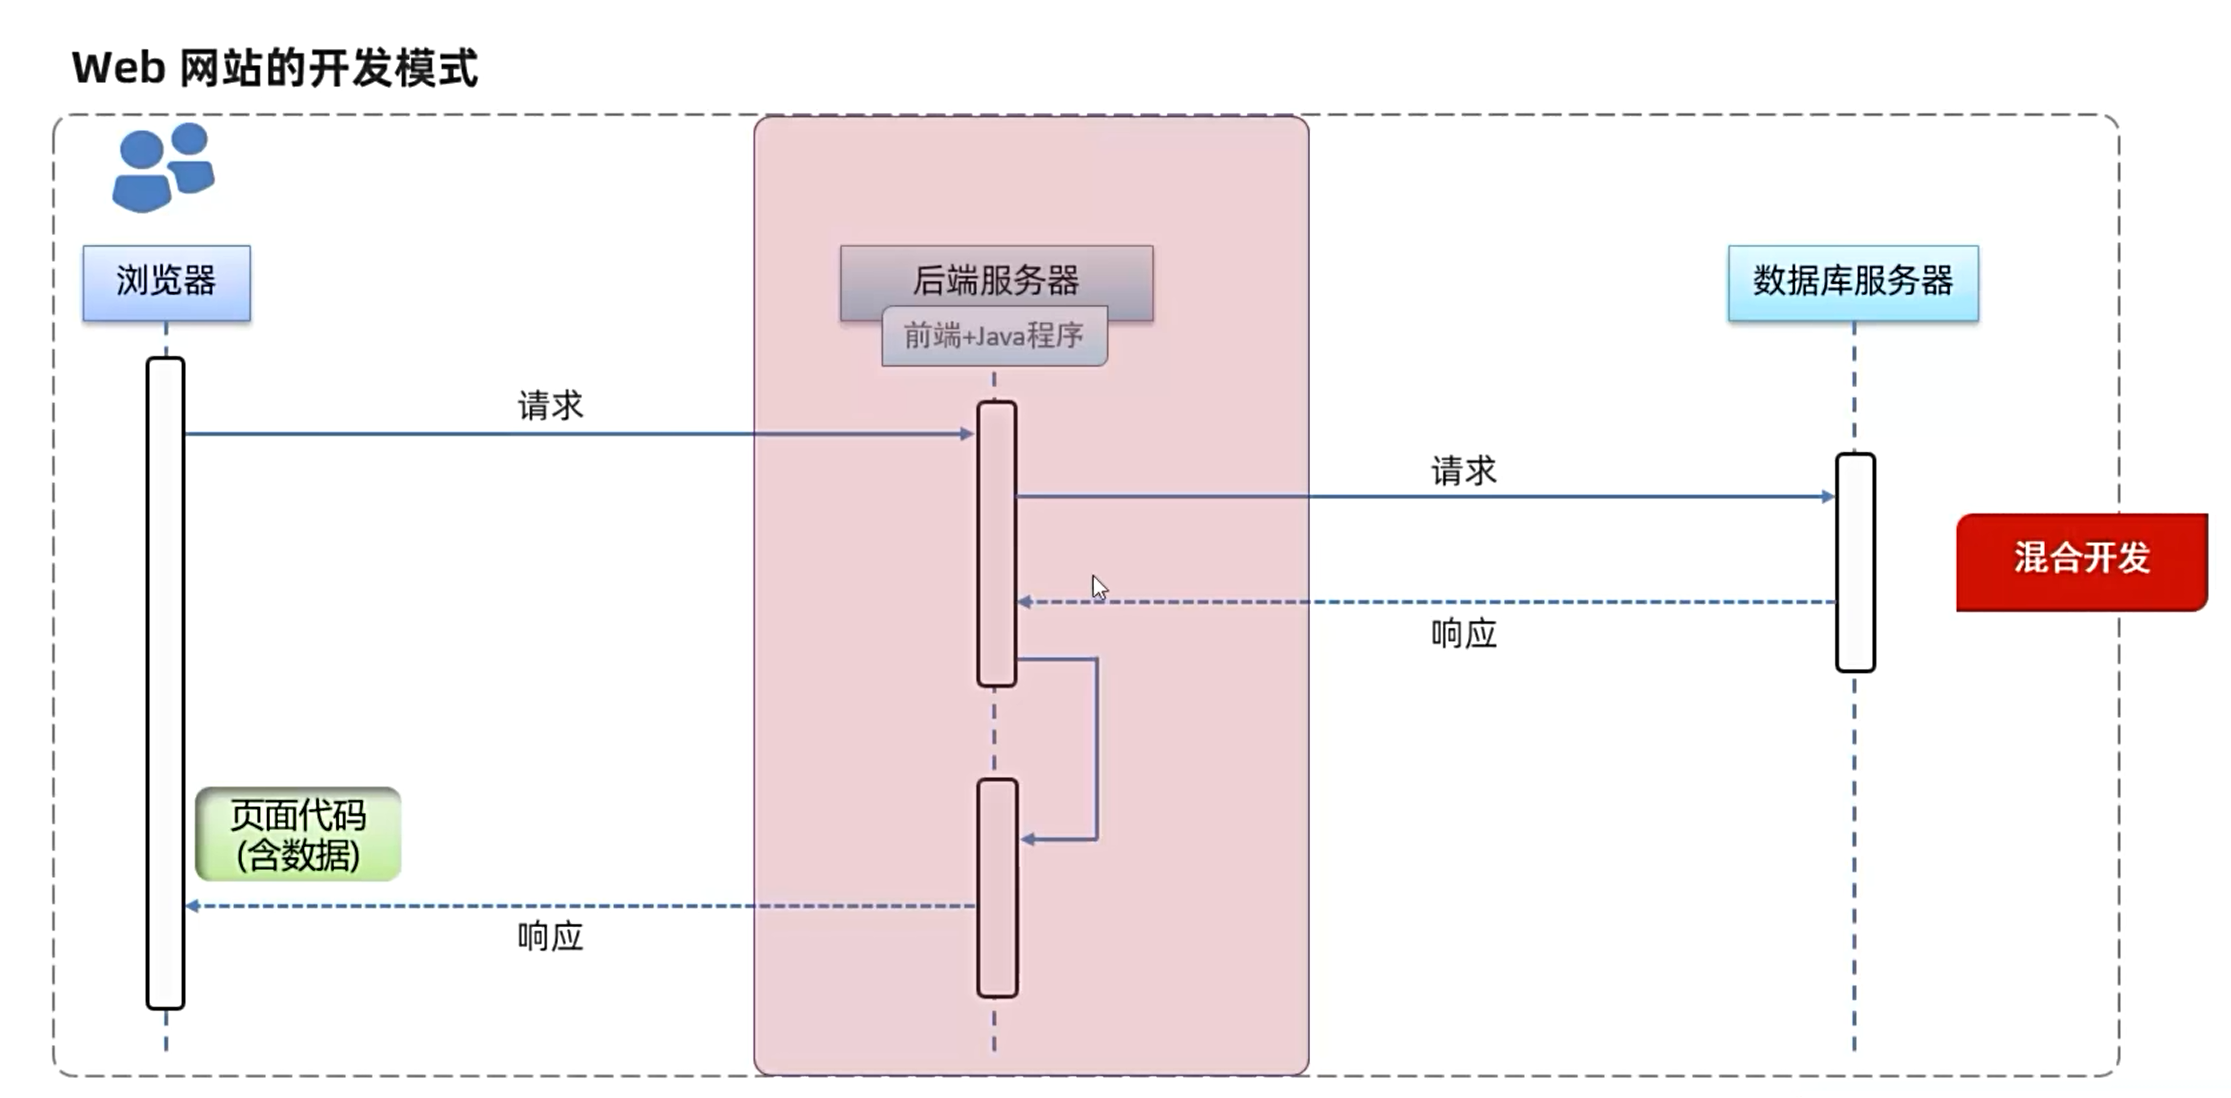 Web 网站的开发模式
浏览器
后端服务器
前端+Java程序
数据库服务器
请求
请求
混合开发
响应
页面代码
(含数据)
响应